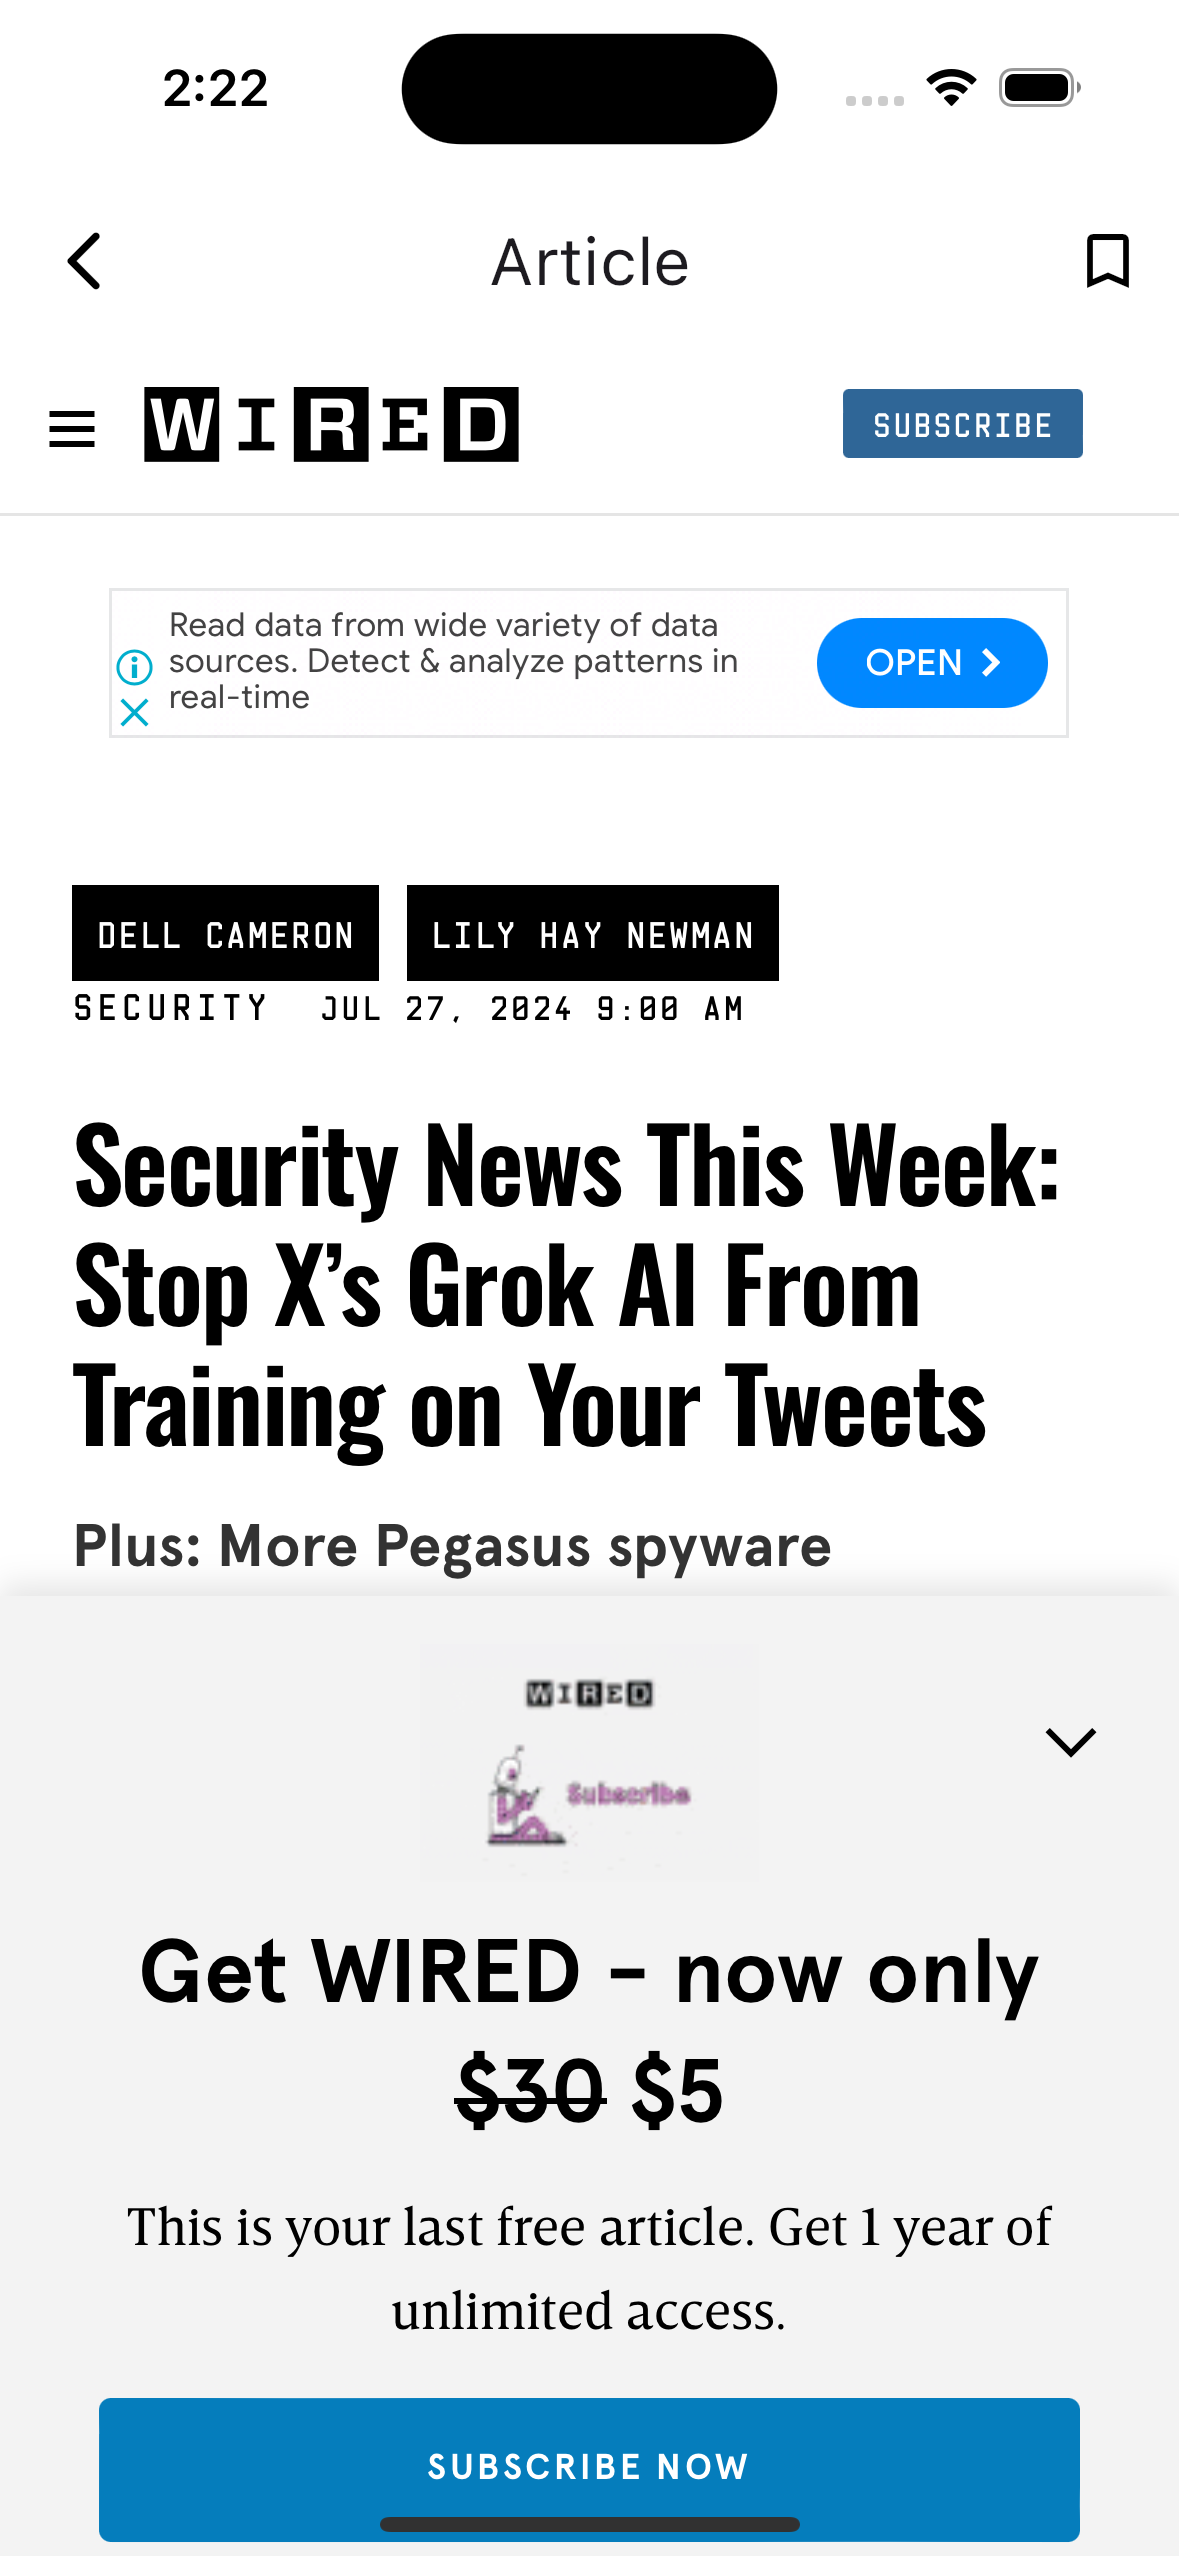 2:22
Article
WIRED
SUBSCRIBE
Read data from wide variety of data
sources. Detect & analyze patterns in
real-time
OPEN
DELL CAMERON LILY HAY NEWMAN
SECURITY JUL 27, 2024 9:00 AM
Security News This Week:
Stop X’s Grok AI From
Training on Your Tweets
Plus: More Pegasus spyware
WIRED
Subscribe
Get WIRED – now only
$30 $5
This is your last free article. Get 1 year of
unlimited access.
SUBSCRIBE NOW